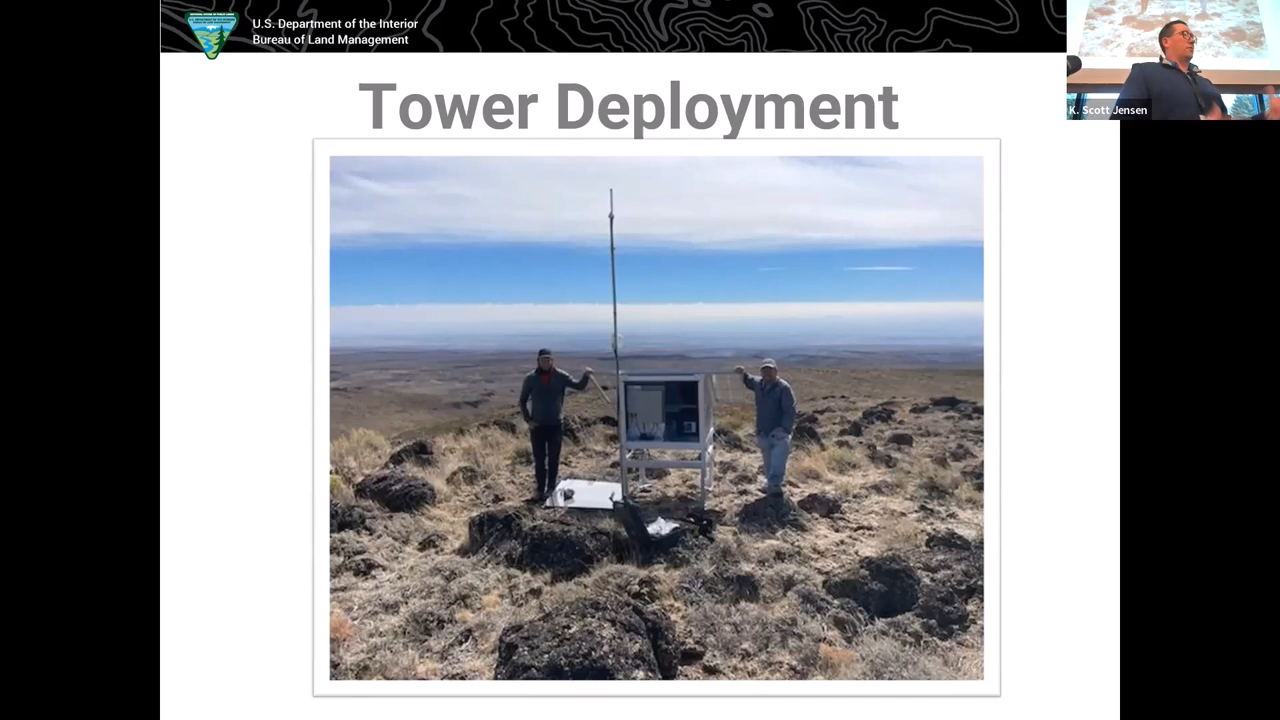 U.S. Department of the Interior
Bureau of Land Management
Tower Deployment
K. Scott Jensen